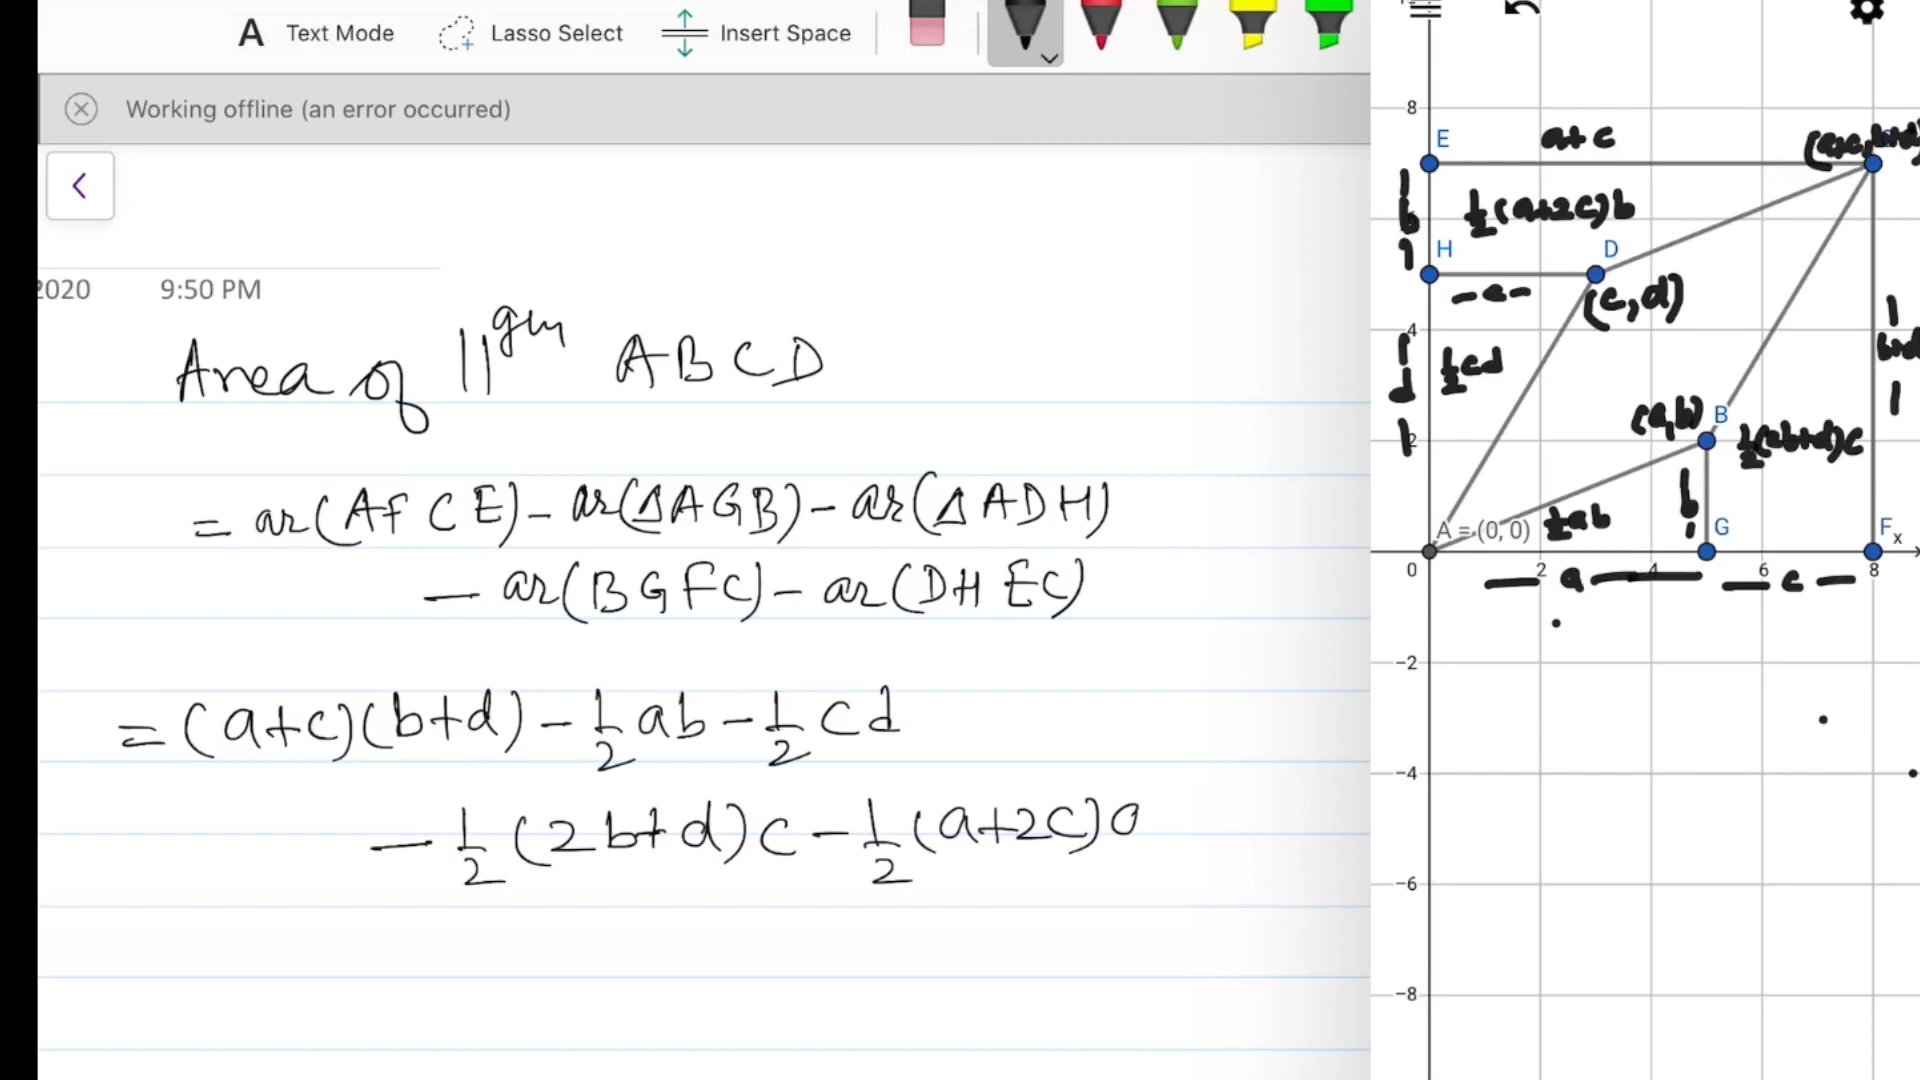 A Text Mode Lasso Select Insert Space
Working offline (an error occurred)
2020 9:50 PM
Area of ||gm ABCD
= ar(AFCE) - ar(ΔAGB) - ar(ΔADH)
- ar(BGFC) - ar(DHEC)
= (a+c)(b+d) - 1/2 ab - 1/2 cd
- 1/2 (2b+d)c - 1/2 (a+2c)
8
E a+c
b 1/2(a+2c)b
H D
-c- (c,d)
4
d 1/2cd b+d
(a,b) B
2 1/2(2b+d)c
A = (0, 0) 1/2ab b G F x
0 2 4 6 8
a c
-2
-4
-6
-8